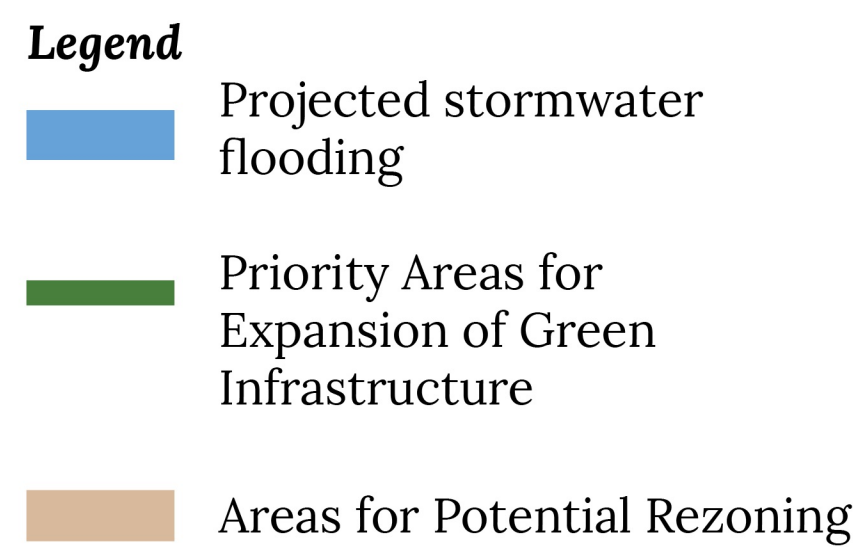 Legend
Projected stormwater
flooding
Priority Areas for
Expansion of Green
Infrastructure
Areas for Potential Rezoning